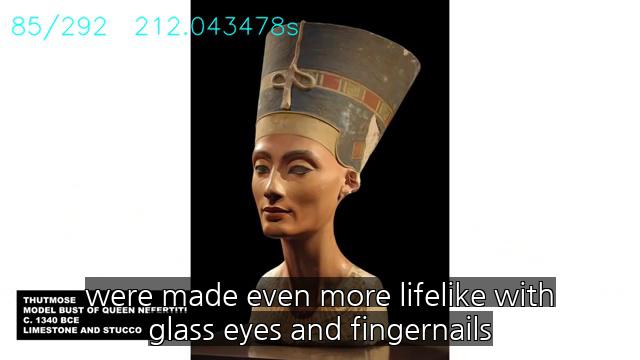 85/292 212.043478s
THUTMOSE
MODEL BUST OF QUEEN NEFERTITI
C. 1340 BCE
LIMESTONE AND STUCCO
were made even more lifelike with
glass eyes and fingernails